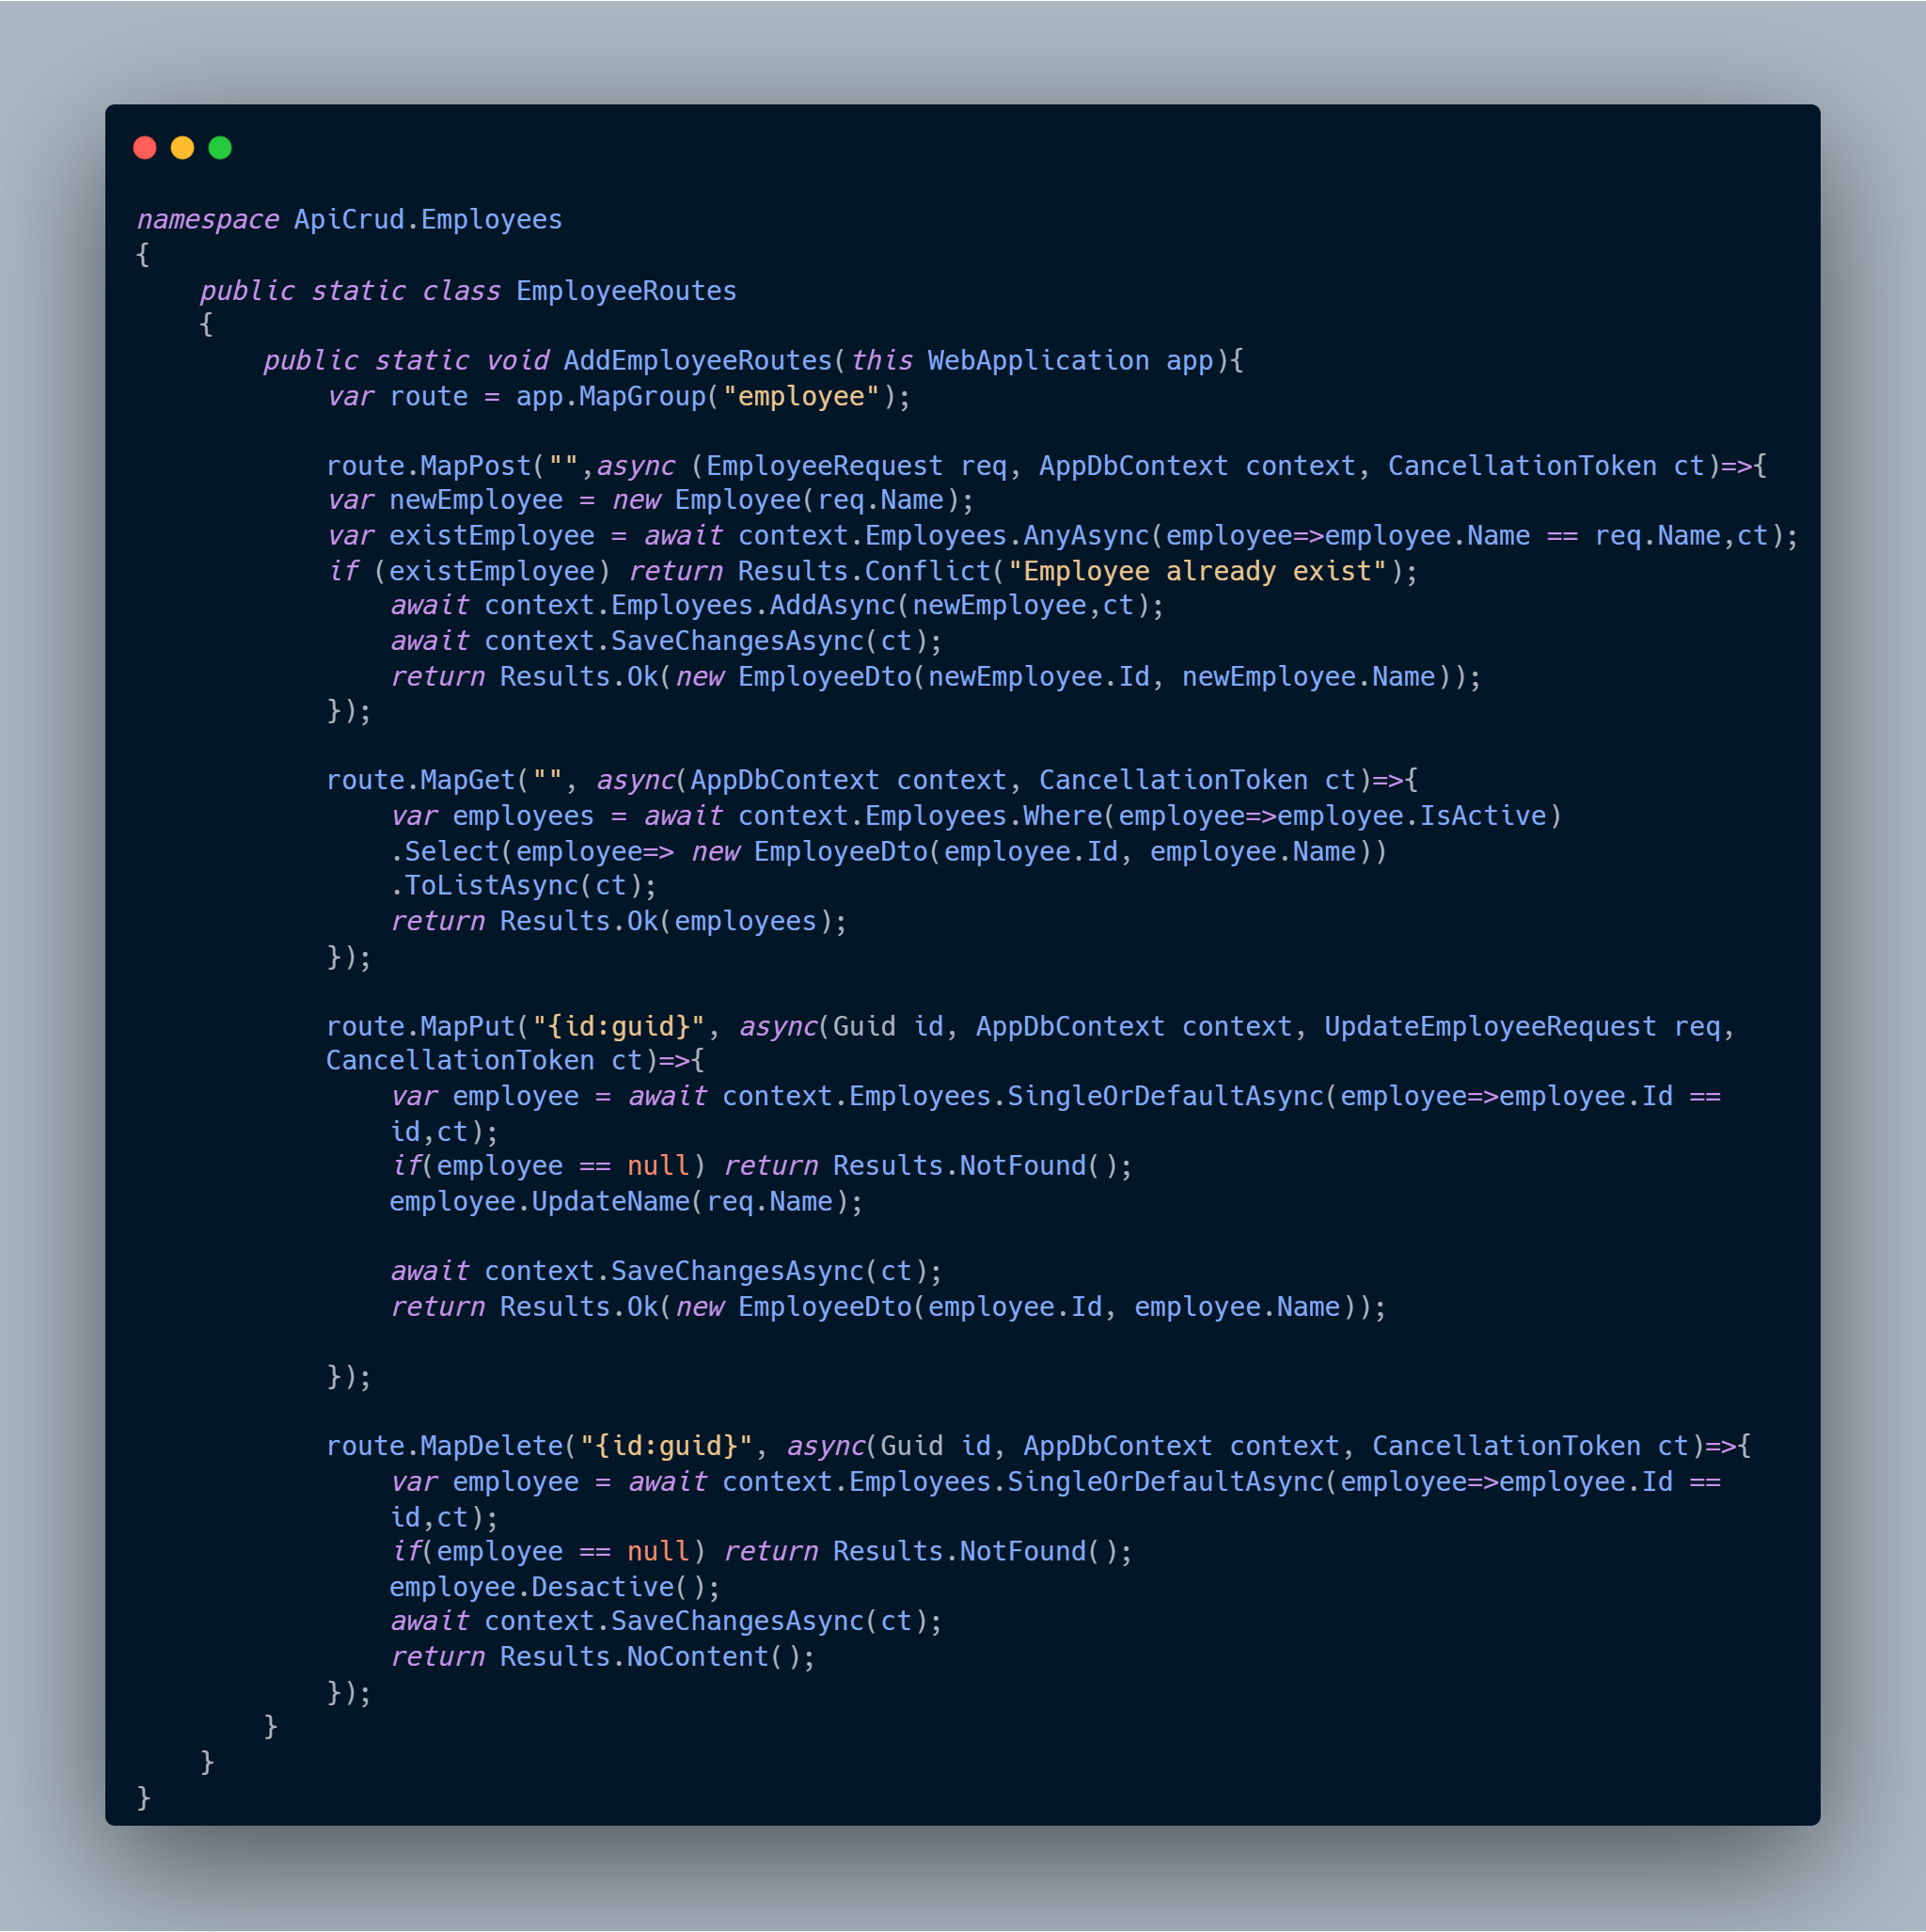 namespace ApiCrud.Employees
{
    public static class EmployeeRoutes
    {
        public static void AddEmployeeRoutes(this WebApplication app){
            var route = app.MapGroup("employee");

            route.MapPost("",async (EmployeeRequest req, AppDbContext context, CancellationToken ct)=>{
            var newEmployee = new Employee(req.Name);
            var existEmployee = await context.Employees.AnyAsync(employee=>employee.Name == req.Name,ct);
            if (existEmployee) return Results.Conflict("Employee already exist");
                await context.Employees.AddAsync(newEmployee,ct);
                await context.SaveChangesAsync(ct);
                return Results.Ok(new EmployeeDto(newEmployee.Id, newEmployee.Name));
            });

            route.MapGet("", async(AppDbContext context, CancellationToken ct)=>{
                var employees = await context.Employees.Where(employee=>employee.IsActive)
                .Select(employee=> new EmployeeDto(employee.Id, employee.Name))
                .ToListAsync(ct);
                return Results.Ok(employees);
            });

            route.MapPut("{id:guid}", async(Guid id, AppDbContext context, UpdateEmployeeRequest req,
            CancellationToken ct)=>{
                var employee = await context.Employees.SingleOrDefaultAsync(employee=>employee.Id ==
                id,ct);
                if(employee == null) return Results.NotFound();
                employee.UpdateName(req.Name);

                await context.SaveChangesAsync(ct);
                return Results.Ok(new EmployeeDto(employee.Id, employee.Name));

            });

            route.MapDelete("{id:guid}", async(Guid id, AppDbContext context, CancellationToken ct)=>{
                var employee = await context.Employees.SingleOrDefaultAsync(employee=>employee.Id ==
                id,ct);
                if(employee == null) return Results.NotFound();
                employee.Desactive();
                await context.SaveChangesAsync(ct);
                return Results.NoContent();
            });
        }
    }
}